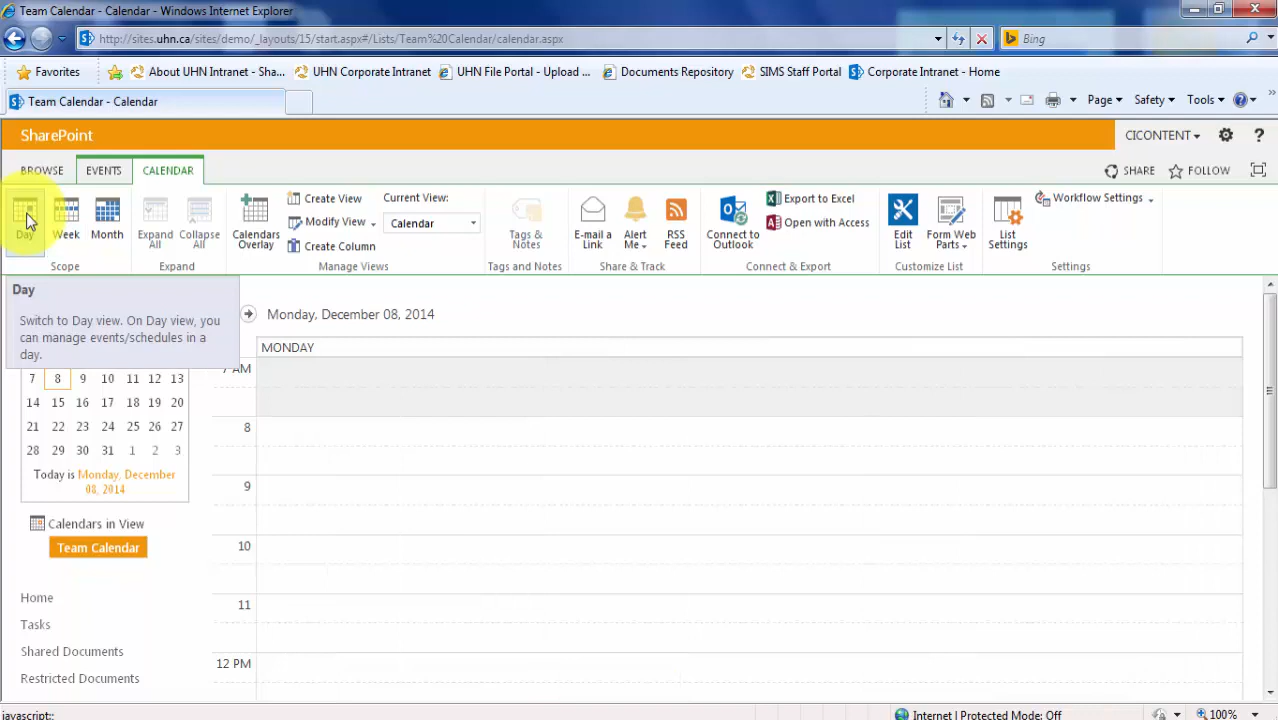 Team Calendar - Calendar - Windows Internet Explorer
http://sites.uhn.ca/sites/demo/_layouts/15/start.aspx#/Lists/Team%20Calendar/calendar.aspx
Bing
Favorites
About UHN Intranet - Sha...
UHN Corporate Intranet
UHN File Portal - Upload ...
Documents Repository
SIMS Staff Portal
Corporate Intranet - Home
Team Calendar - Calendar
Page
Safety
Tools
SharePoint
CICONTENT
BROWSE
EVENTS
CALENDAR
SHARE
FOLLOW
Day
Week
Month
Scope
Expand All
Collapse All
Expand
Calendars Overlay
Create View
Modify View
Create Column
Current View:
Calendar
Manage Views
Tags & Notes
Tags and Notes
E-mail a Link
Alert Me
RSS Feed
Share & Track
Connect to Outlook
Export to Excel
Open with Access
Connect & Export
Edit List
Form Web Parts
Customize List
List Settings
Workflow Settings
Settings
Day
Switch to Day view. On Day view, you
can manage events/schedules in a
day.
Monday, December 08, 2014
MONDAY
7 AM
8
9
10
11
12 PM
7 8 9 10 11 12 13
14 15 16 17 18 19 20
21 22 23 24 25 26 27
28 29 30 31 1 2 3
Today is Monday, December
08, 2014
Calendars in View
Team Calendar
Home
Tasks
Shared Documents
Restricted Documents
javascript:;
Internet | Protected Mode: Off
100%